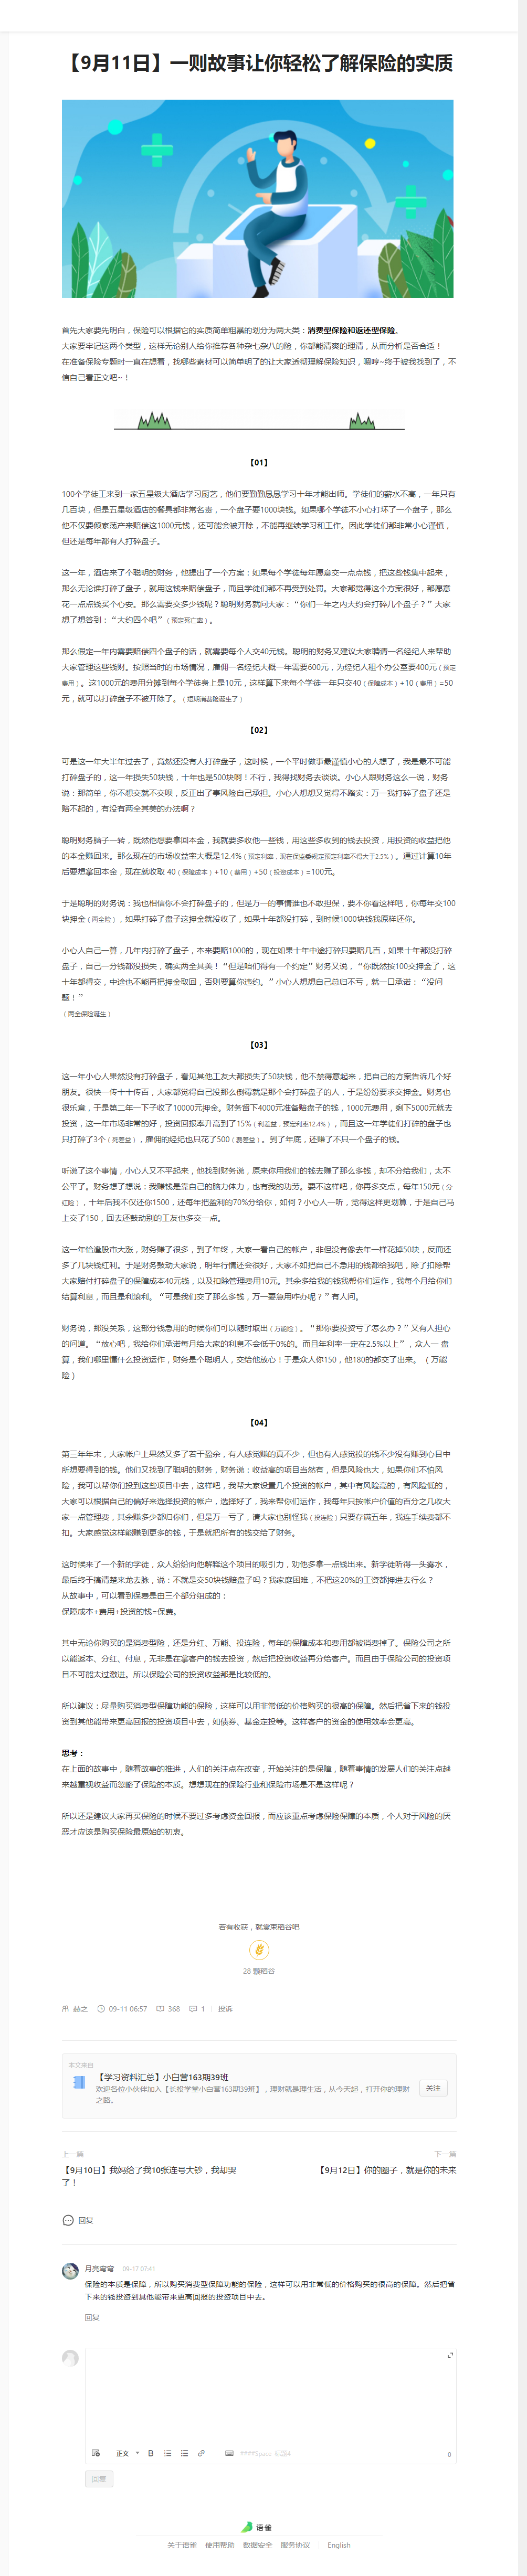 【9月11日】一则故事让你轻松了解保险的实质
首先大家要先明白，保险可以根据它的实质简单粗暴的划分为两大类：消费型保险和返还型保险。
大家要牢记这两个类型，这样无论别人给你推荐各种杂七杂八的险，你都能清爽的理清，从而分析是否合适！
在准备保险专题时一直在想着，找哪些素材可以简单明了的让大家透彻理解保险知识，嗯哼~终于被我找到了，不
信自己看正文吧~！
【01】
100个学徒工来到一家五星级大酒店学习厨艺，他们要勤勤恳恳学习十年才能出师。学徒们的薪水不高，一年只有
几百块，但是五星级酒店的餐具都非常名贵，一个盘子要1000块钱。如果哪个学徒不小心打坏了一个盘子，那么
他不仅要倾家荡产来赔偿这1000元钱，还可能会被开除，不能再继续学习和工作。因此学徒们都非常小心谨慎，
但还是每年都有人打碎盘子。
这一年，酒店来了个聪明的财务，他提出了一个方案：如果每个学徒每年愿意交一点点钱，把这些钱集中起来，
那么无论谁打碎了盘子，就用这钱来赔偿盘子，而且学徒们都不再受到处罚。大家都觉得这个方案很好，都愿意
花一点点钱买个心安。那么需要交多少钱呢？聪明财务就问大家：“你们一年之内大约会打碎几个盘子？”大家
想了想答到：“大约四个吧”（预定死亡率）。
那么假定一年内需要赔偿四个盘子的话，就需要每个人交40元钱。聪明的财务又建议大家聘请一名经纪人来帮助
大家管理这些钱财。按照当时的市场情况，雇佣一名经纪大概一年需要600元，为经纪人租个办公室要400元（预定
费用）。这1000元的费用分摊到每个学徒身上是10元，这样算下来每个学徒一年只交40（保障成本）+10（费用）=50
元，就可以打碎盘子不被开除了。（短期消费险诞生了）
【02】
可是这一年大半年过去了，竟然还没有人打碎盘子，这时候，一个平时做事最谨慎小心的人想了，我是最不可能
打碎盘子的，这一年损失50块钱，十年也是500块啊！不行，我得找财务去谈谈。小心人跟财务这么一说，财务
说：那简单，你不想交就不交呗，反正出了事风险自己承担。小心人想想又觉得不踏实：万一我打碎了盘子还是
赔不起的，有没有两全其美的办法啊？
聪明财务脑子一转，既然他想要拿回本金，我就要多收他一些钱，用这些多收到的钱去投资，用投资的收益把他
的本金赚回来。那么现在的市场收益率大概是12.4%（预定利率，现在保监委规定预定利率不得大于2.5%）。通过计算10年
后要想拿回本金，现在就收取 40（保障成本）+10（费用）+50（投资成本）=100元。
于是聪明的财务说：我也相信你不会打碎盘子的，但是万一的事情谁也不敢担保，要不你看这样吧，你每年交100
块押金（两全险），如果打碎了盘子这押金就没收了，如果十年都没打碎，到时候1000块钱我原样还你。
小心人自己一算，几年内打碎了盘子，本来要赔1000的，现在如果十年中途打碎只要赔几百，如果十年都没打碎
盘子，自己一分钱都没损失，确实两全其美！“但是咱们得有一个约定”财务又说，“你既然按100交押金了，这
十年都得交，中途也不能再把押金取回，否则要算你违约。”小心人想想自己总归不亏，就一口承诺：“没问
题！”
（两全保险诞生）
【03】
这一年小心人果然没有打碎盘子，看见其他工友大都损失了50块钱，他不禁得意起来，把自己的方案告诉几个好
朋友。很快一传十十传百，大家都觉得自己没那么倒霉就是那个会打碎盘子的人，于是纷纷要求交押金。财务也
很乐意，于是第二年一下子收了10000元押金。财务留下4000元准备赔盘子的钱，1000元费用，剩下5000元就去
投资，这一年市场非常的好，投资回报率升高到了15%（利差益，预定利率12.4%），而且这一年学徒们打碎的盘子也
只打碎了3个（死差益），雇佣的经纪也只花了500（费差益）。到了年底，还赚了不只一个盘子的钱。
听说了这个事情，小心人又不平起来，他找到财务说，原来你用我们的钱去赚了那么多钱，却不分给我们，太不
公平了。财务想了想说：我赚钱是靠自己的脑力体力，也有我的功劳。要不这样吧，你再多交点，每年150元（分
红险），十年后我不仅还你1500，还每年把盈利的70%分给你，如何？小心人一听，觉得这样更划算，于是自己马
上交了150，回去还鼓动别的工友也多交一点。
这一年恰逢股市大涨，财务赚了很多，到了年终，大家一看自己的帐户，非但没有像去年一样花掉50块，反而还
多了几块钱红利。于是财务鼓动大家说，明年行情还会很好，大家不如把自己不急用的钱都给我吧，除了扣除帮
大家赔付打碎盘子的保障成本40元钱，以及扣除管理费用10元。其余多给我的钱我帮你们运作，我每个月给你们
结算利息，而且是利滚利。“可是我们交了那么多钱，万一要急用咋办呢？”有人问。
财务说，那没关系，这部分钱急用的时候你们可以随时取出（万能险）。“那你要投资亏了怎么办？”又有人担心
的问道。“放心吧，我给你们承诺每月给大家的利息不会低于0%的。而且年利率一定在2.5%以上”，众人一 盘
算，我们哪里懂什么投资运作，财务是个聪明人，交给他放心！于是众人你150，他180的都交了出来。（ 万能
险 ）
【04】
第三年年末，大家帐户上果然又多了若干盈余，有人感觉赚的真不少，但也有人感觉投的钱不少没有赚到心目中
所想要得到的钱。他们又找到了聪明的财务，财务说：收益高的项目当然有，但是风险也大，如果你们不怕风
险，我可以帮你们投到这些项目中去，这样吧，我帮大家设置几个投资的帐户，其中有风险高的，有风险低的，
大家可以根据自己的偏好来选择投资的帐户，选择好了，我来帮你们运作，我每年只按帐户价值的百分之几收大
家一点管理费，其余赚多少都归你们，但是万一亏了，请大家也别怪我（投连险）只要存满五年，我连手续费都不
扣。大家感觉这样能赚到更多的钱，于是就把所有的钱交给了财务。
这时候来了一个新的学徒，众人纷纷向他解释这个项目的吸引力，劝他多拿一点钱出来。新学徒听得一头雾水，
最后终于搞清楚来龙去脉，说：不就是交50块钱赔盘子吗？我家庭困难，不把这20%的工资都押进去行么？
从故事中，可以看到保费是由三个部分组成的：
保障成本+费用+投资的钱=保费。
其中无论你购买的是消费型险，还是分红、万能、投连险，每年的保障成本和费用都被消费掉了。保险公司之所
以能返本、分红、付息，无非是在拿客户的钱去投资，然后把投资收益再分给客户。而且由于保险公司的投资项
目不可能太过激进。所以保险公司的投资收益都是比较低的。
所以建议：尽量购买消费型保障功能的保险，这样可以用非常低的价格购买的很高的保障。然后把省下来的钱投
资到其他能带来更高回报的投资项目中去，如债券、基金定投等。这样客户的资金的使用效率会更高。
思考：
在上面的故事中，随着故事的推进，人们的关注点在改变，开始关注的是保障，随着事情的发展人们的关注点越
来越重视收益而忽略了保险的本质。想想现在的保险行业和保险市场是不是这样呢？
所以还是建议大家再买保险的时候不要过多考虑资金回报，而应该重点考虑保险保障的本质，个人对于风险的厌
恶才应该是购买保险最原始的初衷。
若有收获，就赏束稻谷吧
28 颗稻谷
赫之 09-11 06:57 368 1 投诉
本文来自
【学习资料汇总】小白营163期39班
欢迎各位小伙伴加入【长投学堂小白营163期39班】，理财就是理生活，从今天起，打开你的理财
之路。
关注
上一篇 下一篇
【9月10日】我妈给了我10张连号大钞，我却哭 【9月12日】你的圈子，就是你的未来
了！
回复
月亮弯弯 09-17 07:41
保险的本质是保障，所以购买消费型保障功能的保险，这样可以用非常低的价格购买的很高的保障。然后把省
下来的钱投资到其他能带来更高回报的投资项目中去。
回复
正文 B ####Space 标题4 0
回复
语雀
关于语雀 使用帮助 数据安全 服务协议 English